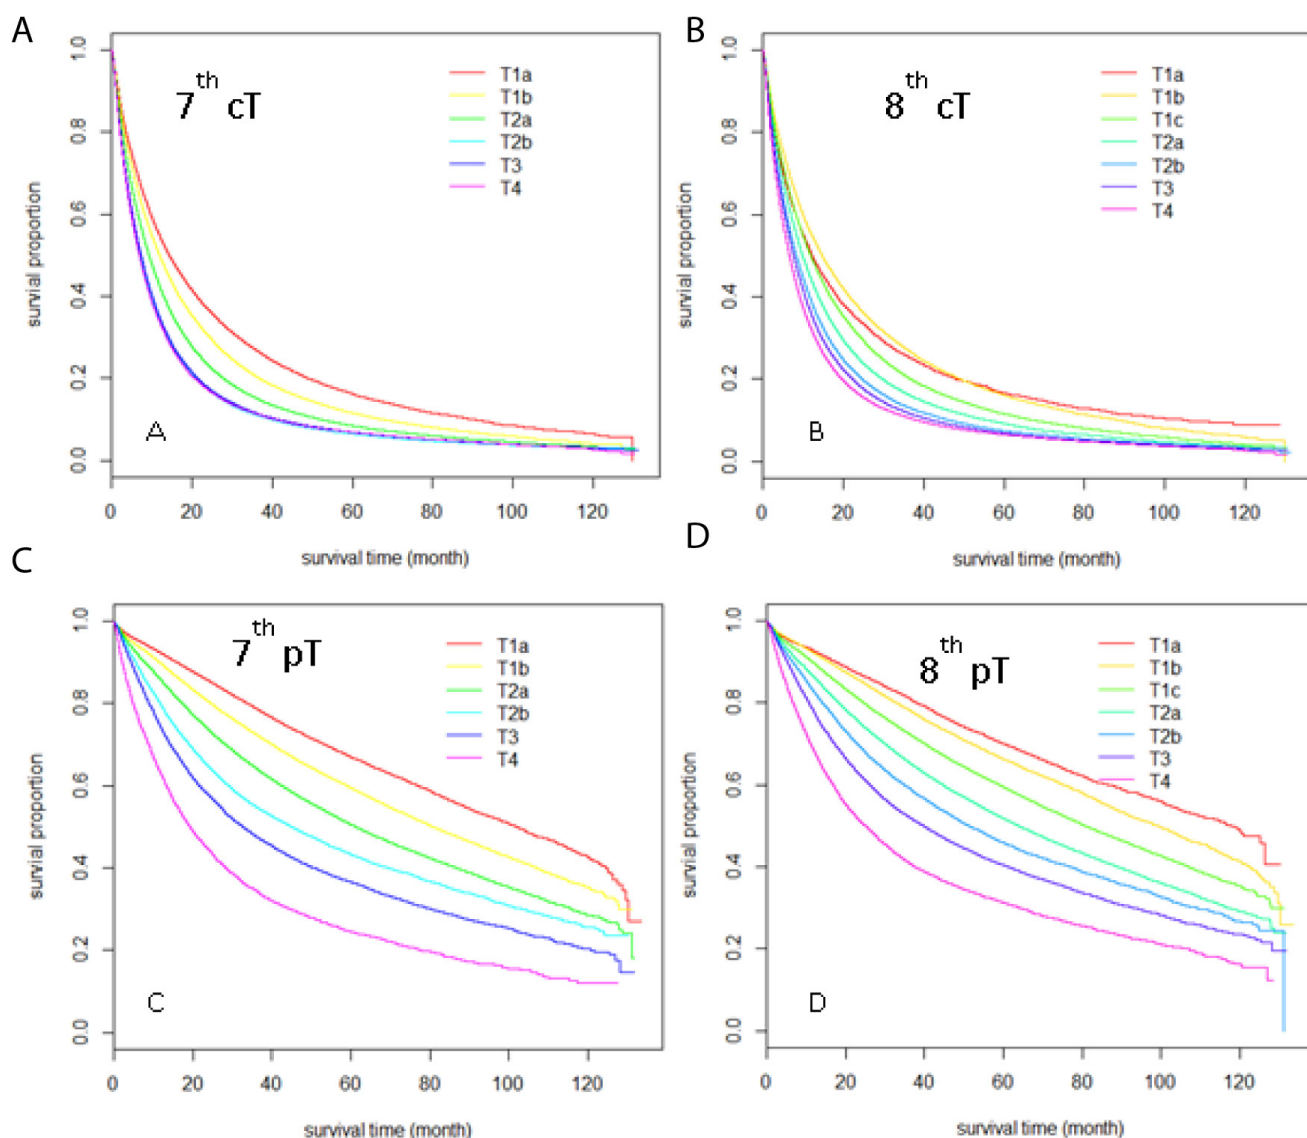 A
7th cT
T1a
T1b
T2a
T2b
T3
T4
survial proportion
0.0 0.2 0.4 0.6 0.8 1.0
A
0 20 40 60 80 100 120
survival time (month)
B
8th cT
T1a
T1b
T1c
T2a
T2b
T3
T4
survial proportion
0.0 0.2 0.4 0.6 0.8 1.0
B
0 20 40 60 80 100 120
survival time (month)
C
7th pT
T1a
T1b
T2a
T2b
T3
T4
survial proportion
0.0 0.2 0.4 0.6 0.8 1.0
C
0 20 40 60 80 100 120
survival time (month)
D
8th pT
T1a
T1b
T1c
T2a
T2b
T3
T4
survial proportion
0.0 0.2 0.4 0.6 0.8 1.0
D
0 20 40 60 80 100 120
survival time (month)